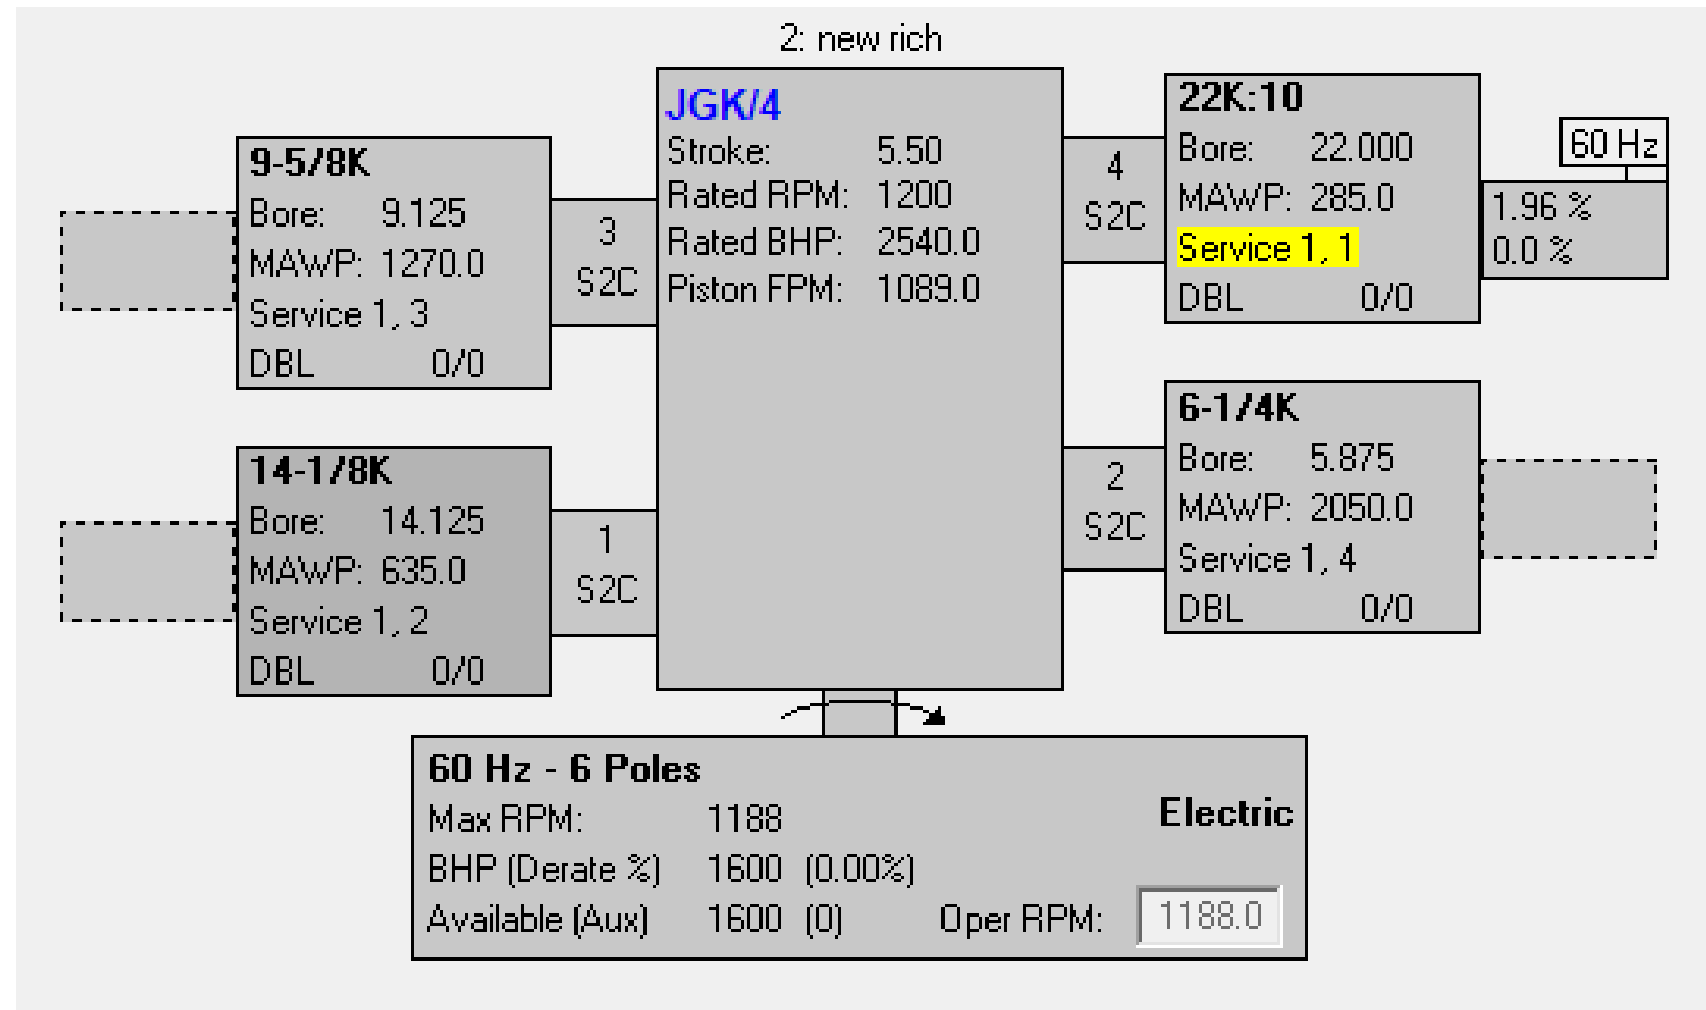 2: new rich
JGK/4
Stroke: 5.50
Rated RPM: 1200
Rated BHP: 2540.0
Piston FPM: 1089.0
9-5/8K
Bore: 9.125
MAWP: 1270.0
Service 1, 3
DBL 0/0
3
S2C
14-1/8K
Bore: 14.125
MAWP: 635.0
Service 1, 2
DBL 0/0
1
S2C
4
S2C
22K:10
Bore: 22.000
MAWP: 285.0
Service 1, 1
DBL 0/0
60 Hz
1.96 %
0.0 %
2
S2C
6-1/4K
Bore: 5.875
MAWP: 2050.0
Service 1, 4
DBL 0/0
60 Hz - 6 Poles
Electric
Max RPM: 1188
BHP (Derate %) 1600 (0.00%)
Available (Aux) 1600 (0) Oper RPM: 1188.0